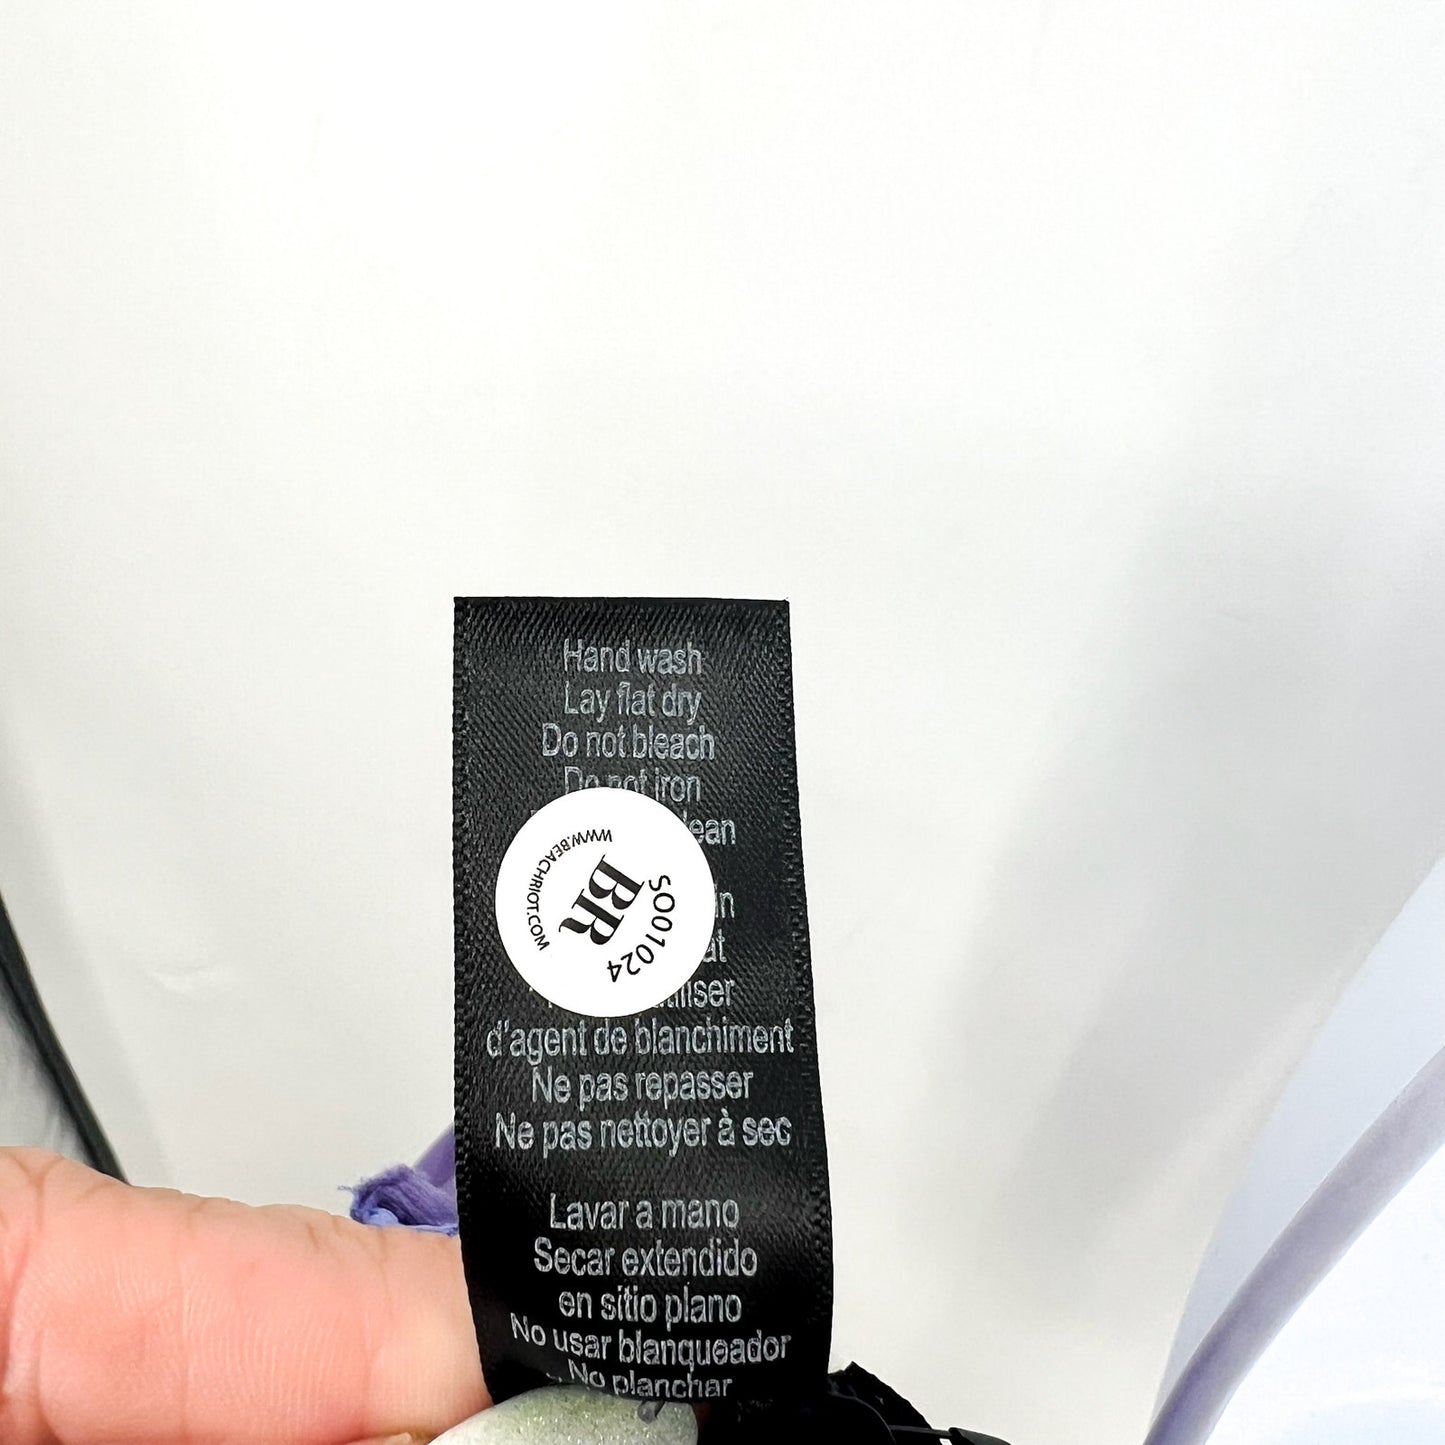 Hand wash
Lay flat dry
Do not bleach
Do not iron
WWW.BEACHRIOT.COM
BR
SO01024
d'agent de blanchiment
Ne pas repasser
Ne pas nettoyer à sec
Lavar a mano
Secar extendido
en sitio plano
No usar blanqueador
No planchar